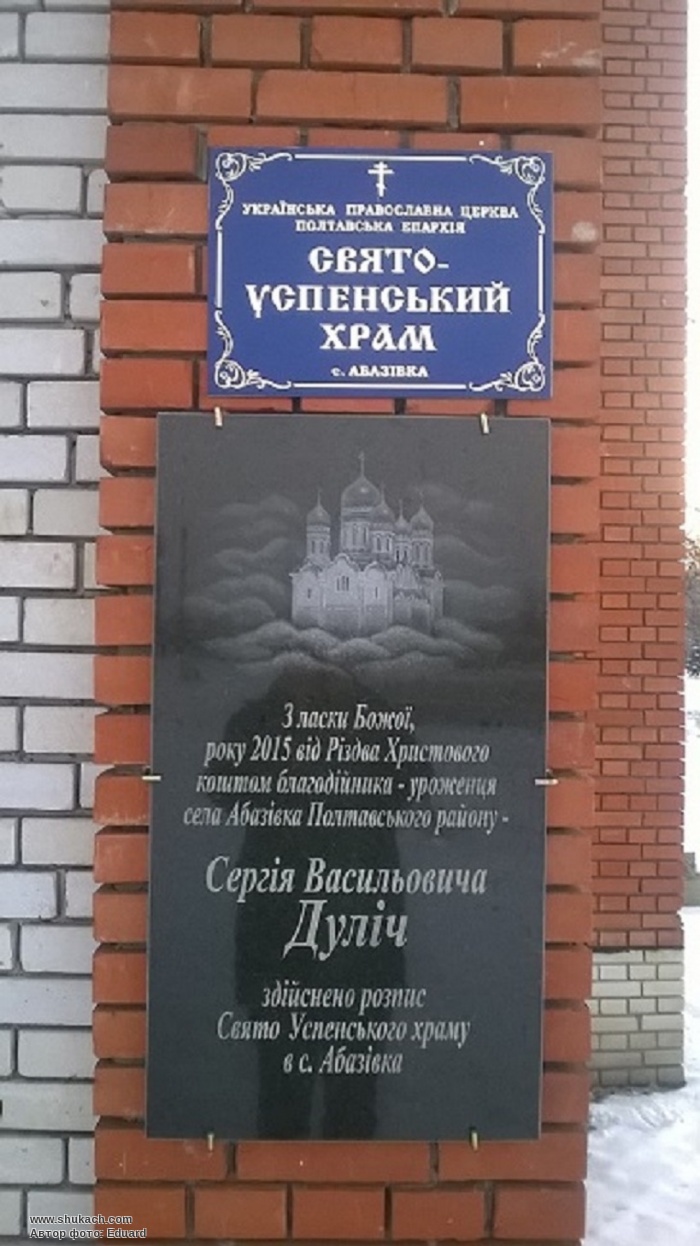 УКРАЇНСЬКА ПРАВОСЛАВНА ЦЕРКВА
ПОЛТАВСЬКА ЕПАРХІЯ
СВЯТО-
УСПЕНСЬКИЙ
ХРАМ
с. АБАЗІВКА
З ласки Божої,
року 2015 від Різдва Христового
коштом благодійника - уроженця
села Абазівка Полтавського району -
Сергія Васильовича
Дуліч
здійснено розпис
Свято Успенського храму
в с. Абазівка
www.shukach.com
Автор фото: Eduard